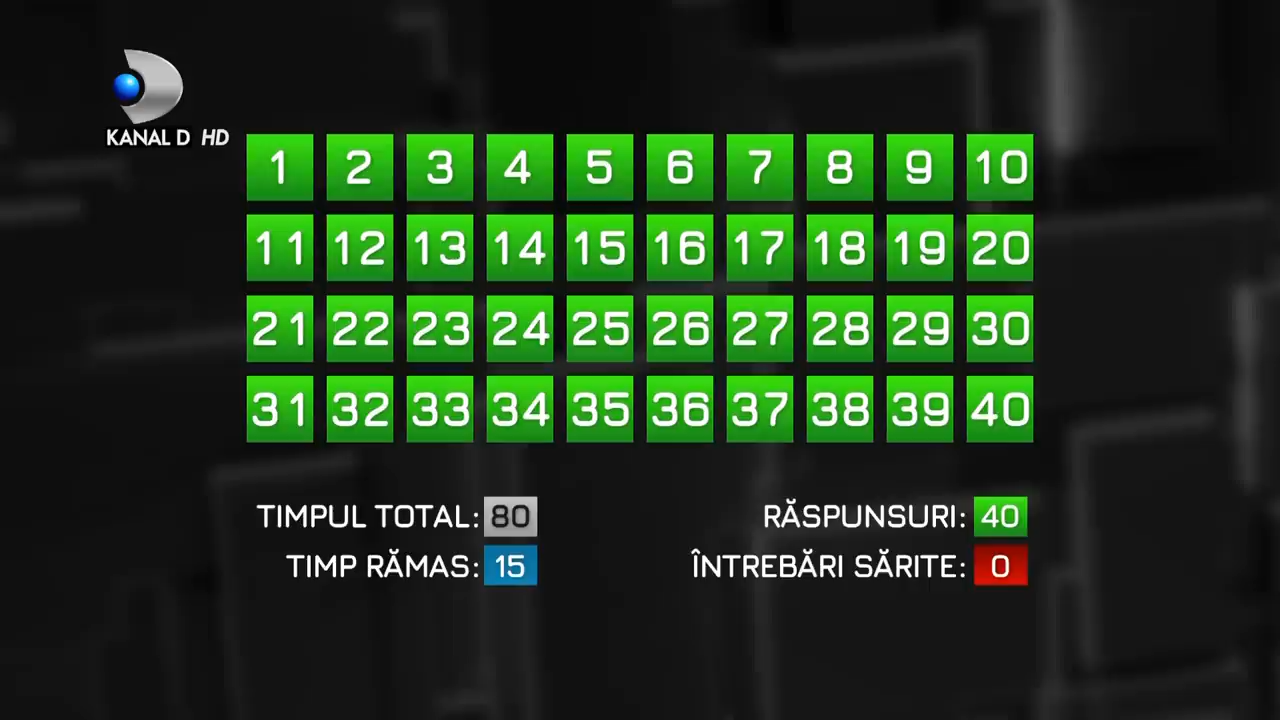 KANAL D HD
1 2 3 4 5 6 7 8 9 10
11 12 13 14 15 16 17 18 19 20
21 22 23 24 25 26 27 28 29 30
31 32 33 34 35 36 37 38 39 40
TIMPUL TOTAL: 80
TIMP RĂMAS: 15
RĂSPUNSURI: 40
ÎNTREBĂRI SĂRITE: 0